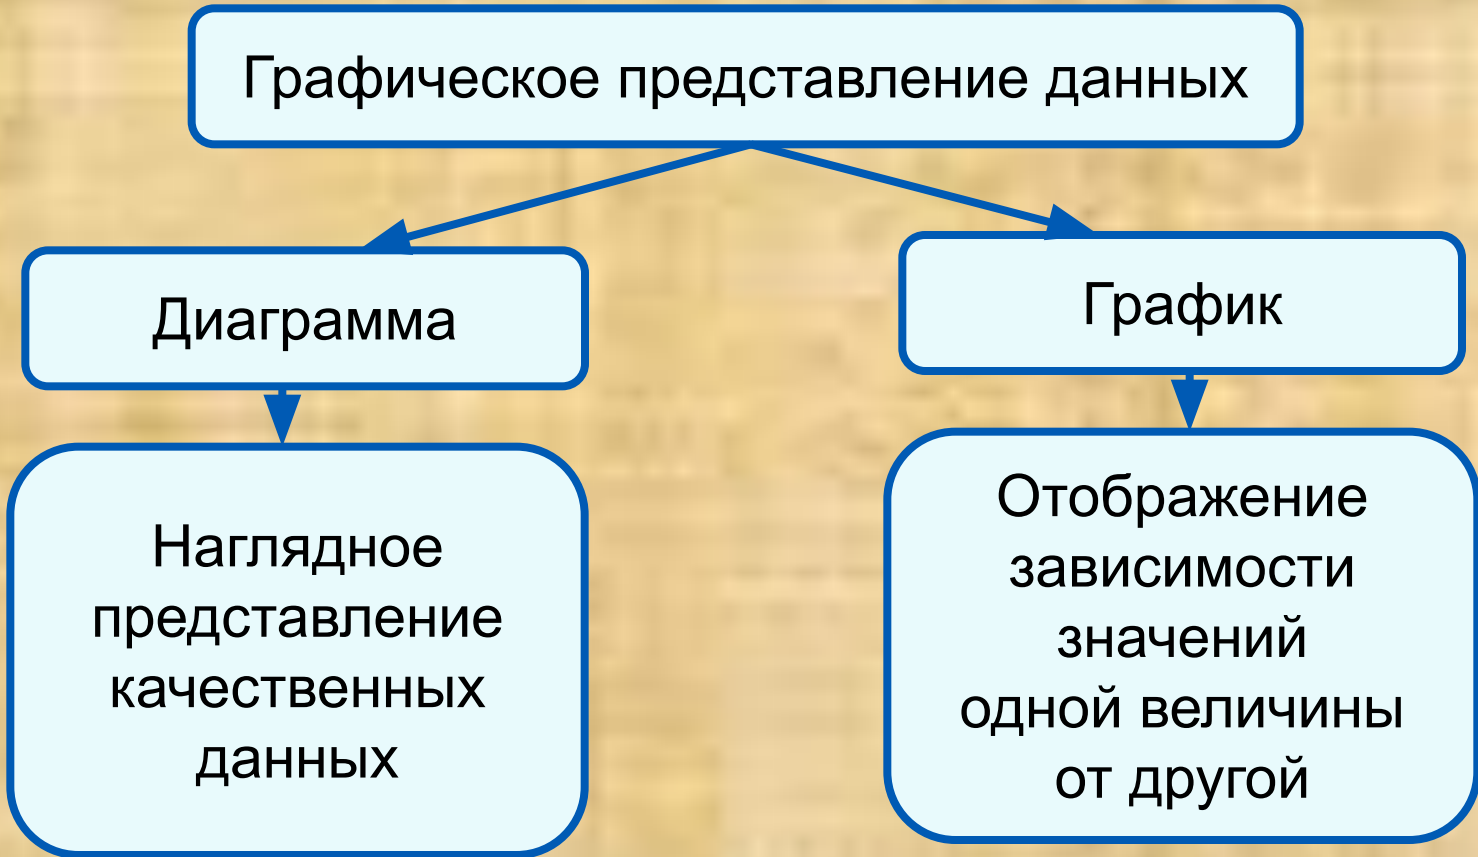 Графическое представление данных
Диаграмма
График
Наглядное
представление
качественных
данных
Отображение
зависимости
значений
одной величины
от другой